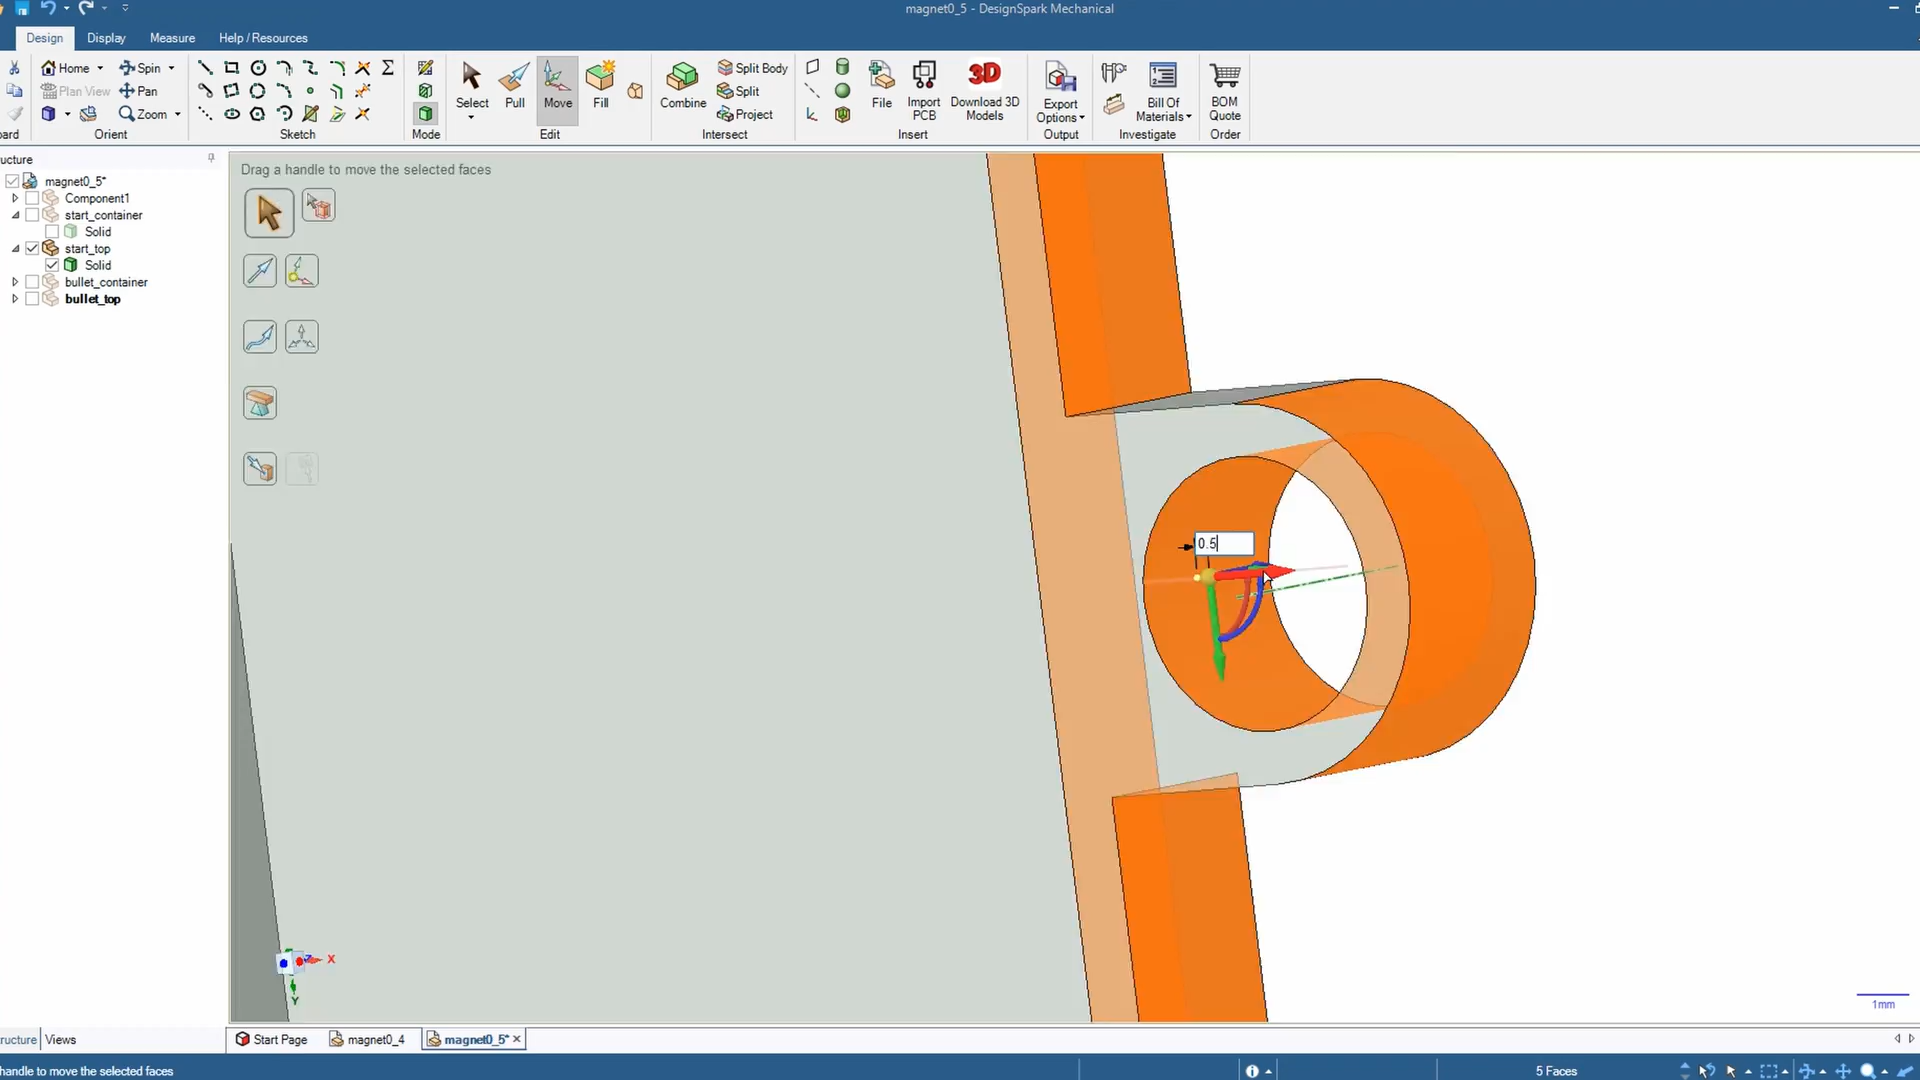 magnet0_5 - DesignSpark Mechanical
Design Display Measure Help / Resources
Home Spin
Plan View Pan
Zoom
Select Pull Move Fill
Combine Split Body
Split
Project
File Import PCB Download 3D Models
3D
Export Options
Bill Of Materials
BOM Quote
ard Orient Sketch Mode Edit Intersect Insert Output Investigate Order
ucture
magnet0_5*
Component1
start_container
Solid
start_top
Solid
bullet_container
bullet_top
Drag a handle to move the selected faces
0.5
X
Y
1mm
ructure Views
Start Page magnet0_4 magnet0_5*
handle to move the selected faces
5 Faces